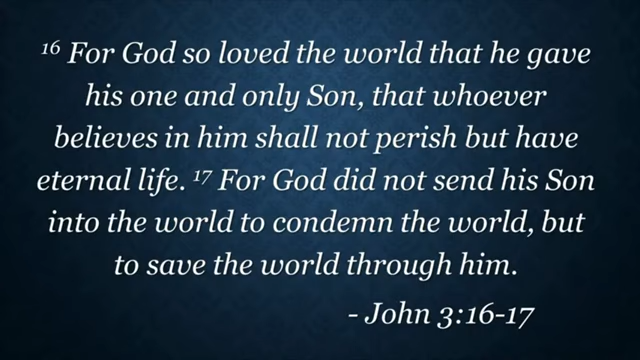 16 For God so loved the world that he gave
his one and only Son, that whoever
believes in him shall not perish but have
eternal life. 17 For God did not send his Son
into the world to condemn the world, but
to save the world through him.
- John 3:16-17